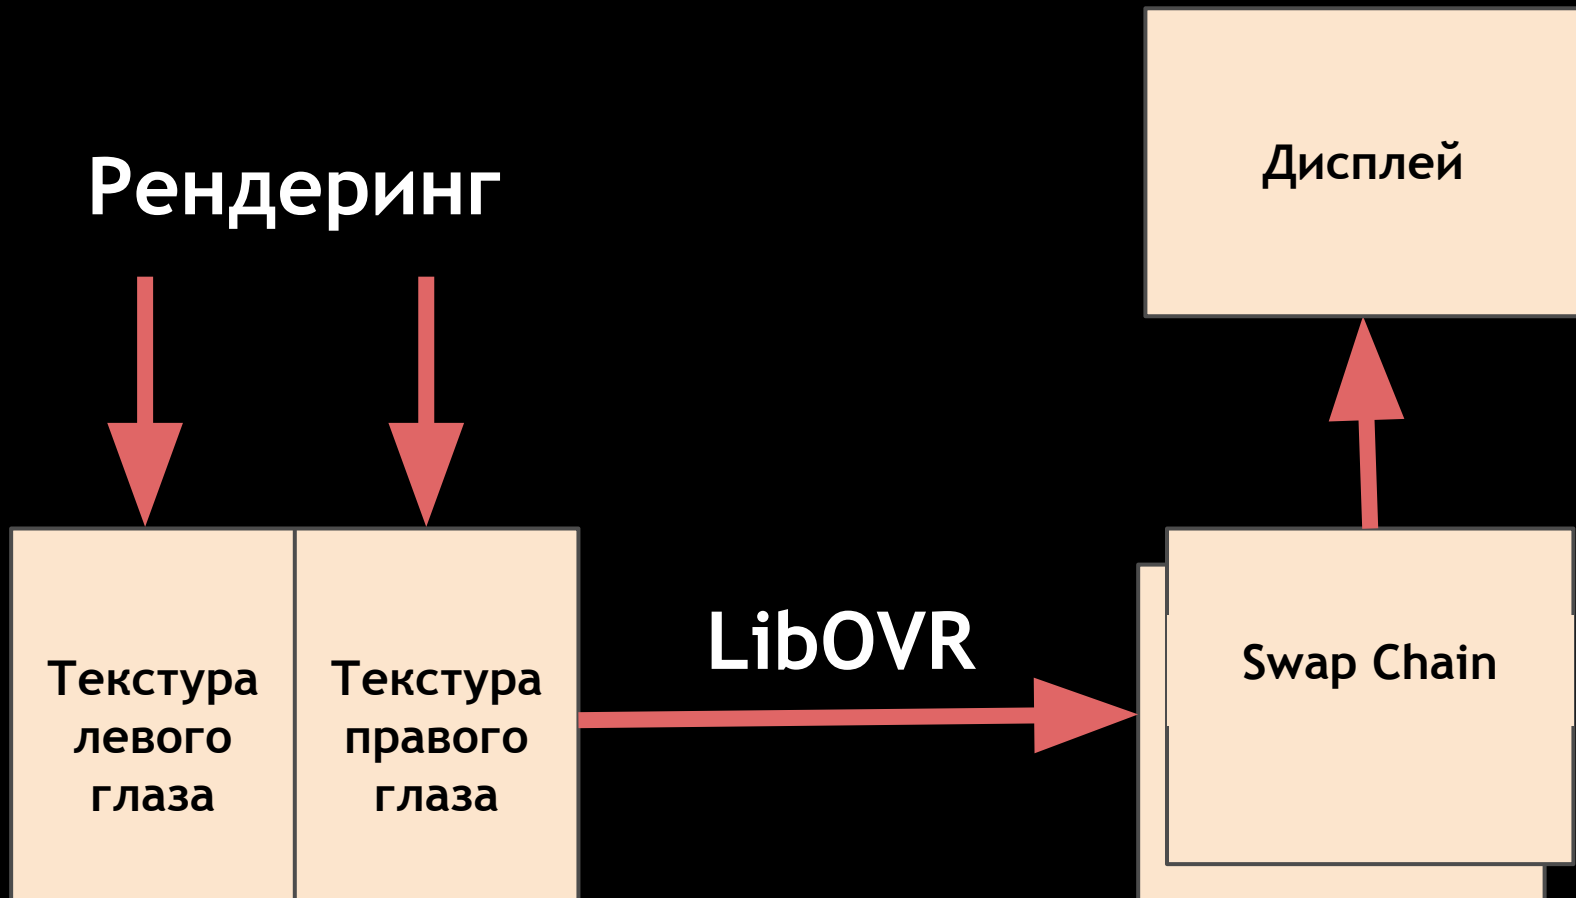 Рендеринг
Дисплей
LibOVR
Swap Chain
Текстура
левого
глаза
Текстура
правого
глаза